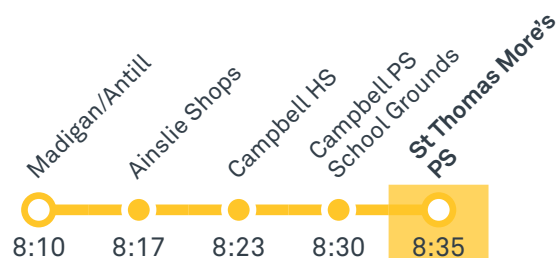 Madigan/Antill
Ainslie Shops
Campbell HS
Campbell PS
School Grounds
St Thomas More's
PS
8:10
8:17
8:23
8:30
8:35